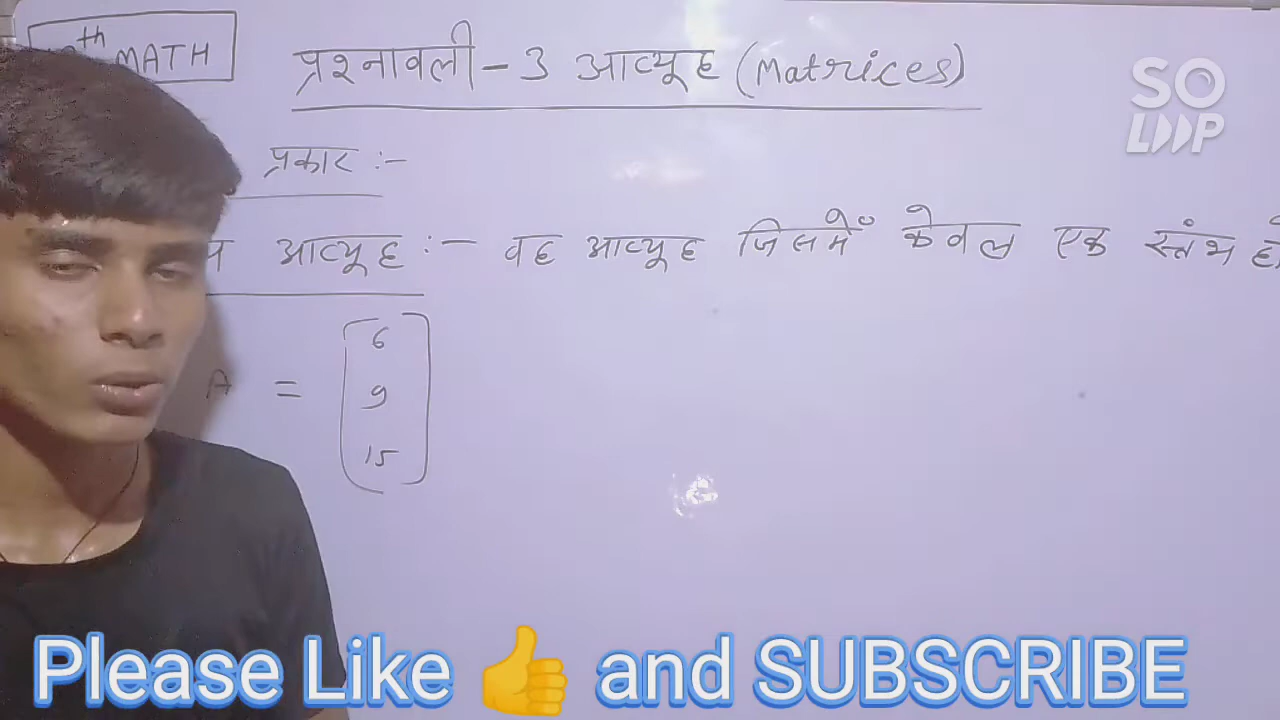 th MATH
प्रश्नावली - 3 आव्यूह (Matrices)
SO
LOOP
प्रकार :-
आव्यूह :- वह आव्यूह जिसमें केवल एक स्तंभ
A = [6
9
15]
Please Like 👍 and SUBSCRIBE